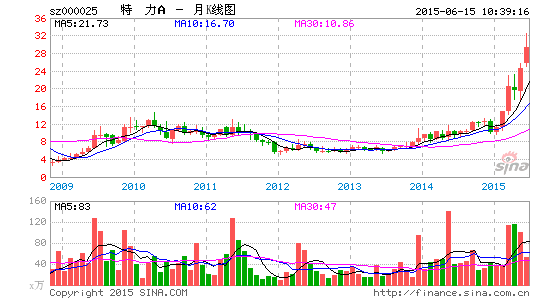 sz000025 特 力A － 月K线图 2015-06-15 10:39:16
MA5:21.73 MA10:16.70 MA30:10.86
36
32
28
24
20
16
12
8
4
0
sina
2009 2010 2011 2012 2013 2014 2015
160
MA5:83 MA10:62 MA30:47
120
80
40
x万
Copyright 2015 SINA.COM http://finance.sina.com.cn